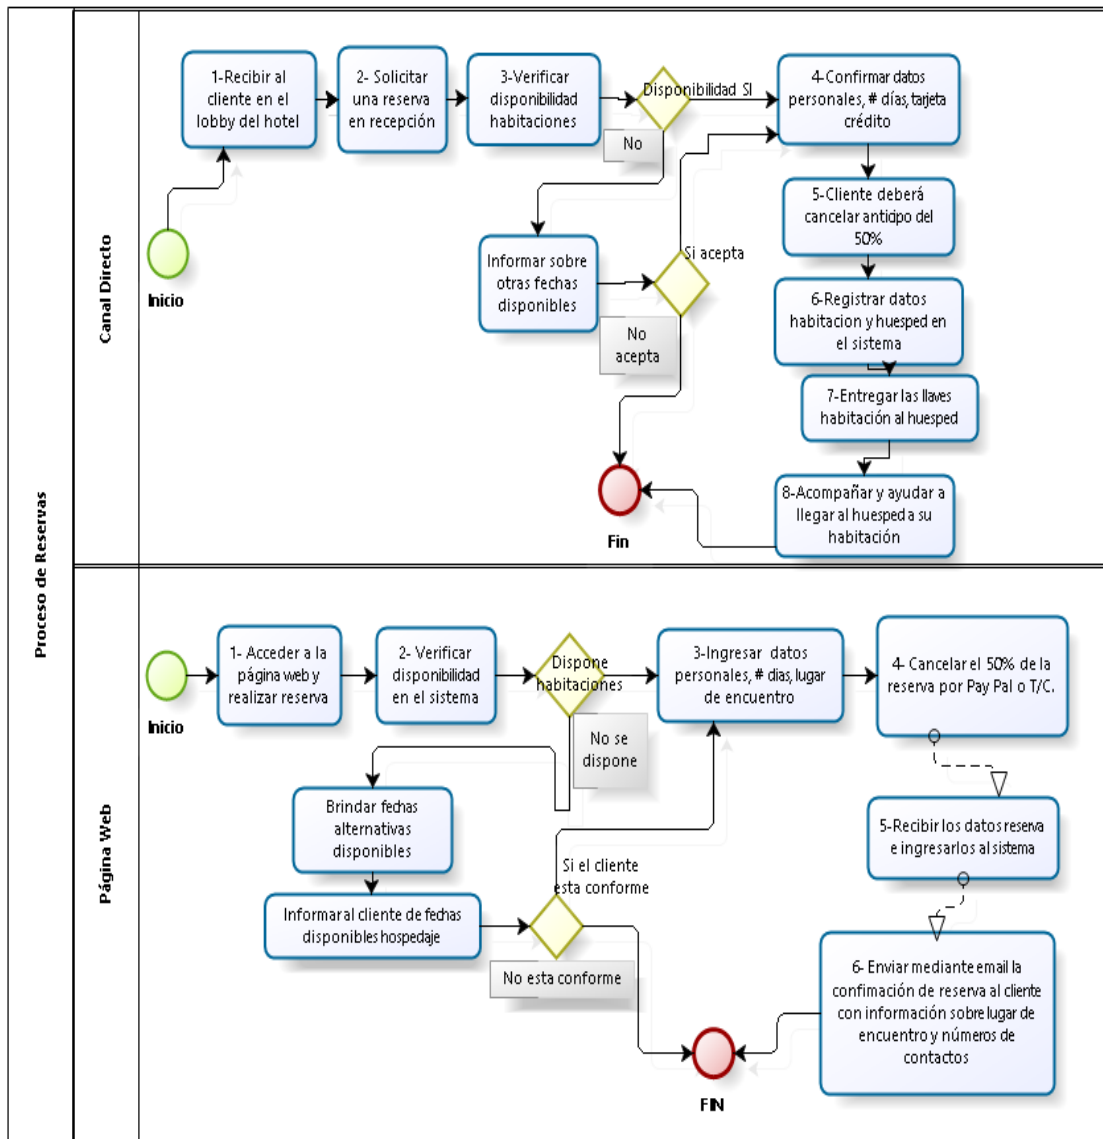 Proceso de Reservas
Canal Directo
Inicio
1-Recibir al
cliente en el
lobby del hotel
2- Solicitar
una reserva
en recepción
3-Verificar
disponibilidad
habitaciones
Disponibilidad SI
No
4-Confirmar datos
personales, # días, tarjeta
crédito
Informar sobre
otras fechas
disponibles
Si acepta
No
acepta
5-Cliente deberá
cancelar anticipo del
50%
6-Registrar datos
habitacion y huesped en
el sistema
7-Entregar las llaves
habitación al huesped
8-Acompañar y ayudar a
llegar al huesped a su
habitación
Fin
Página Web
Inicio
1- Acceder a la
página web y
realizar reserva
2- Verificar
disponibilidad
en el sistema
Dispone
habitaciones
No se
dispone
3-Ingresar datos
personales, # dias, lugar
de encuentro
4- Cancelar el 50% de la
reserva por Pay Pal o T/C.
Brindar fechas
alternativas
disponibles
Informar al cliente de fechas
disponibles hospedaje
Si el cliente
esta conforme
No esta conforme
5-Recibir los datos reserva
e ingresarlos al sistema
6- Enviar mediante email la
confimación de reserva al cliente
con información sobre lugar de
encuentro y números de
contactos
FIN